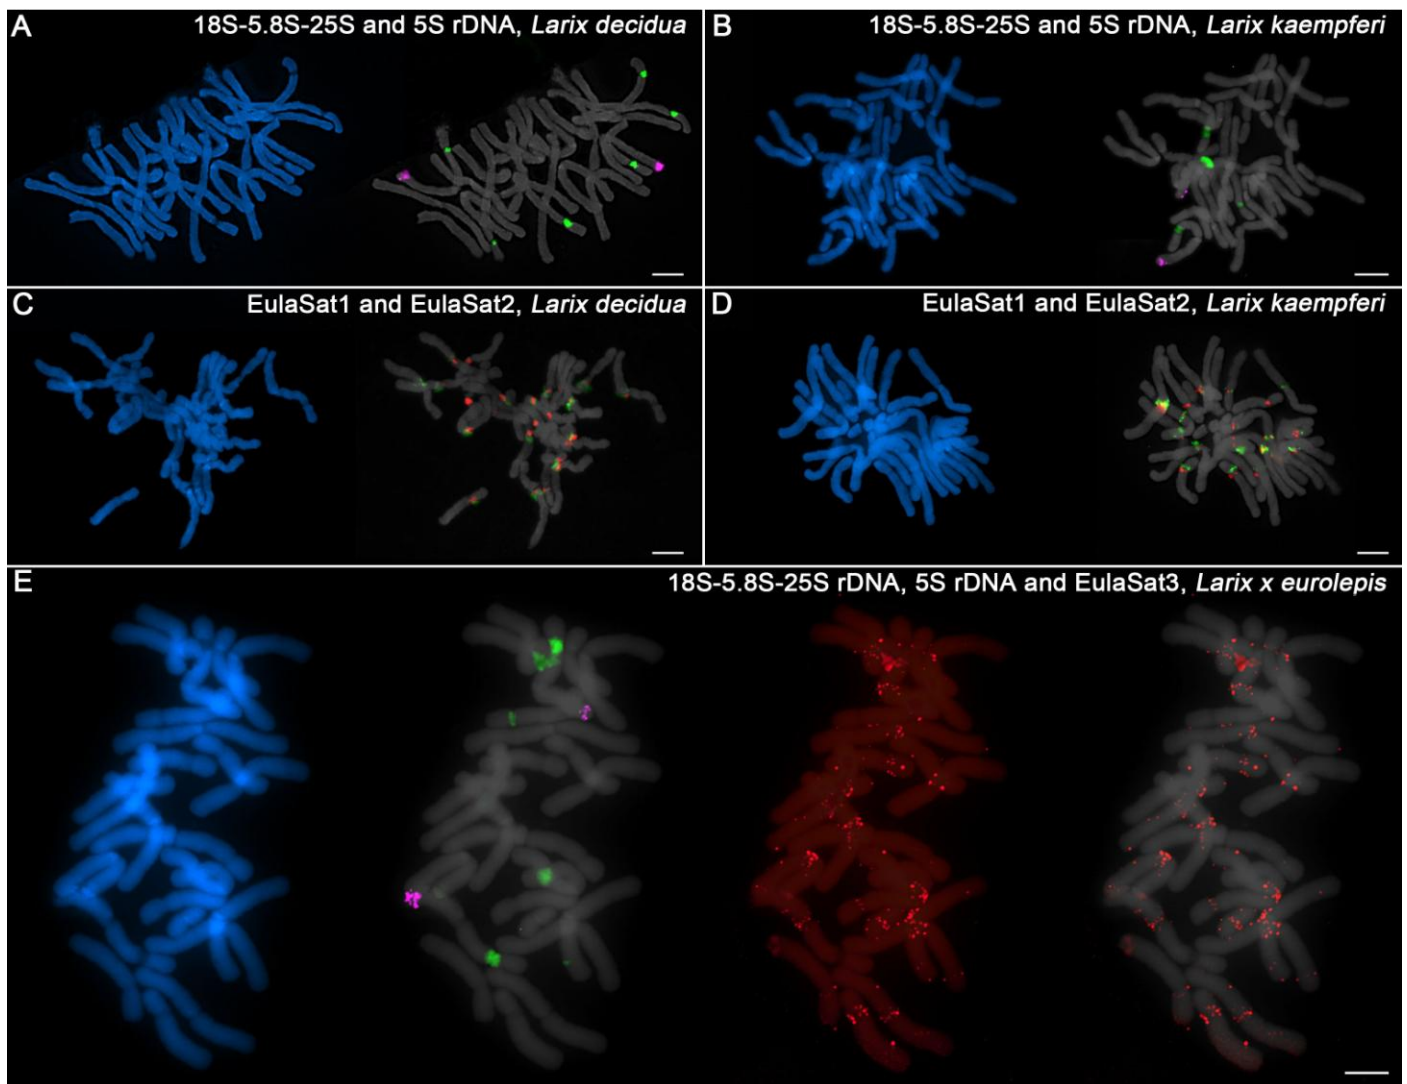 A 18S-5.8S-25S and 5S rDNA, Larix decidua
B 18S-5.8S-25S and 5S rDNA, Larix kaempferi
C EulaSat1 and EulaSat2, Larix decidua
D EulaSat1 and EulaSat2, Larix kaempferi
E 18S-5.8S-25S rDNA, 5S rDNA and EulaSat3, Larix x eurolepis